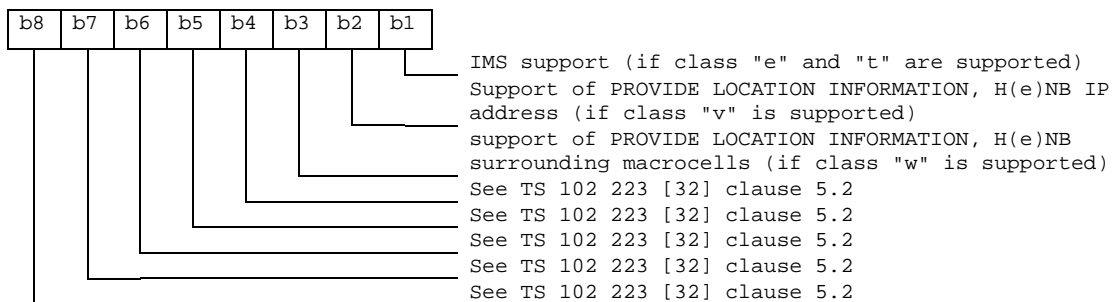 b8 b7 b6 b5 b4 b3 b2 b1
IMS support (if class "e" and "t" are supported)
Support of PROVIDE LOCATION INFORMATION, H(e)NB IP
address (if class "v" is supported)
support of PROVIDE LOCATION INFORMATION, H(e)NB
surrounding macrocells (if class "w" is supported)
See TS 102 223 [32] clause 5.2
See TS 102 223 [32] clause 5.2
See TS 102 223 [32] clause 5.2
See TS 102 223 [32] clause 5.2
See TS 102 223 [32] clause 5.2